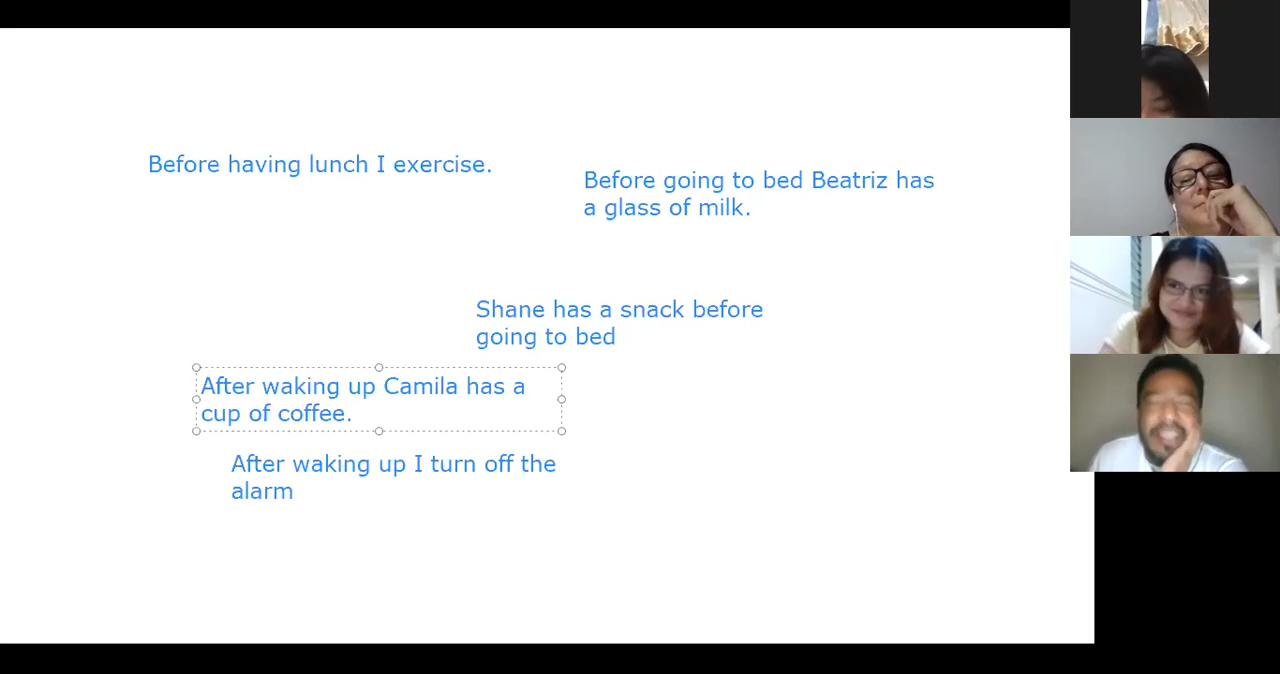 Before having lunch I exercise.
Before going to bed Beatriz has
a glass of milk.
Shane has a snack before
going to bed
After waking up Camila has a
cup of coffee.
After waking up I turn off the
alarm